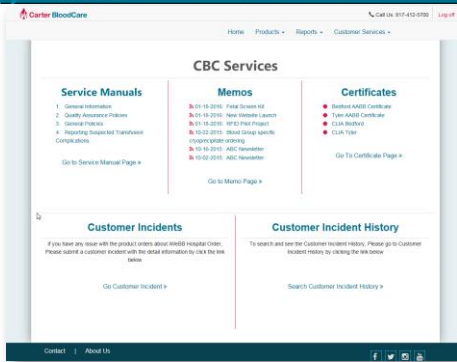 Carter BloodCare
Call Us: 817-412-5700 Log off
Home Products Reports Customer Services
CBC Services
Service Manuals
1. General Information
2. Quality Assurance Policies
3. General Policies
4. Reporting Suspected Transfusion
Complications
Go to Service Manual Page »
Memos
01-18-2016: Fetal Screen Kit
01-18-2016: New Website Launch
01-18-2016: RFID Pilot Project
10-22-2015: Blood Group specific
cryoprecipitate ordering
10-16-2015: ABC Newsletter
10-02-2015: ABC Newsletter
Go to Memo Page »
Certificates
Bedford AABB Certificate
Tyler AABB Certificate
CLIA Bedford
CLIA Tyler
Go To Certificate Page »
Customer Incidents
If you have any issue with the product orders about iWeBB Hospital Order,
Please submit a customer incident with the detail information by click the link
below
Go Customer Incident »
Customer Incident History
To search and see the Customer Incident History, Please go to Customer
Incident History by clicking the link below
Search Customer Incident History »
Contact | About Us